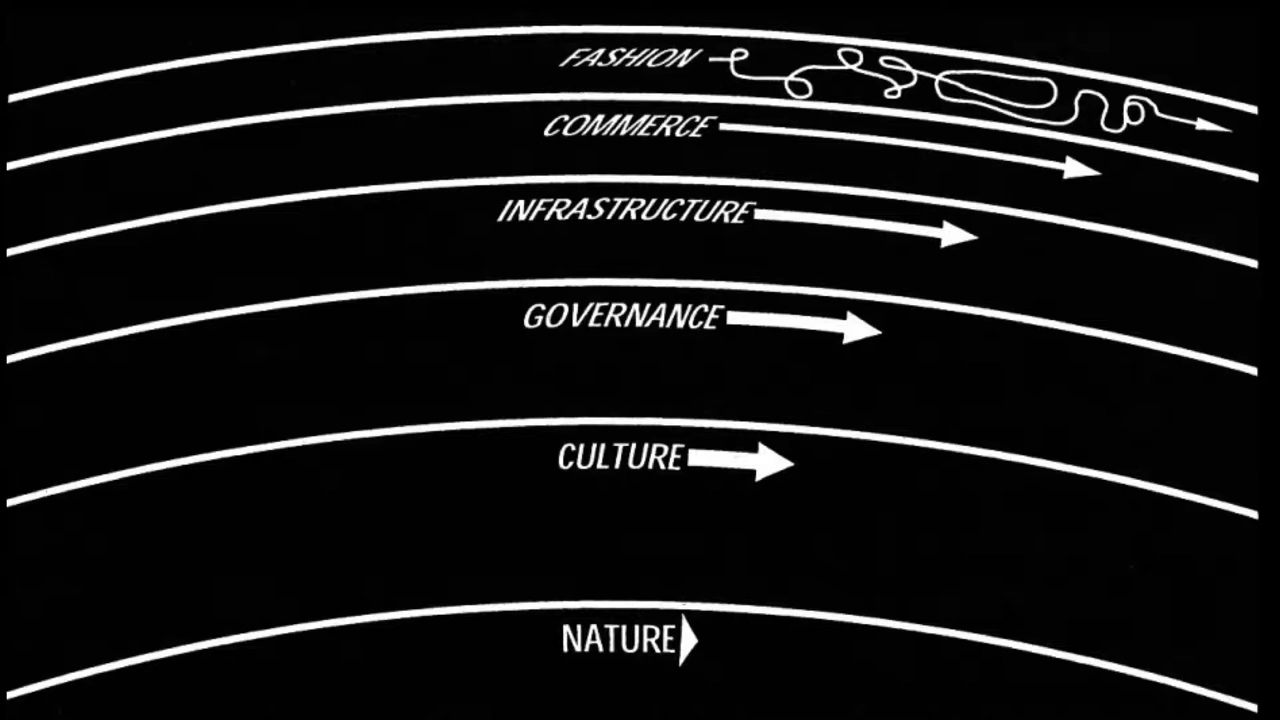 FASHION
COMMERCE
INFRASTRUCTURE
GOVERNANCE
CULTURE
NATURE